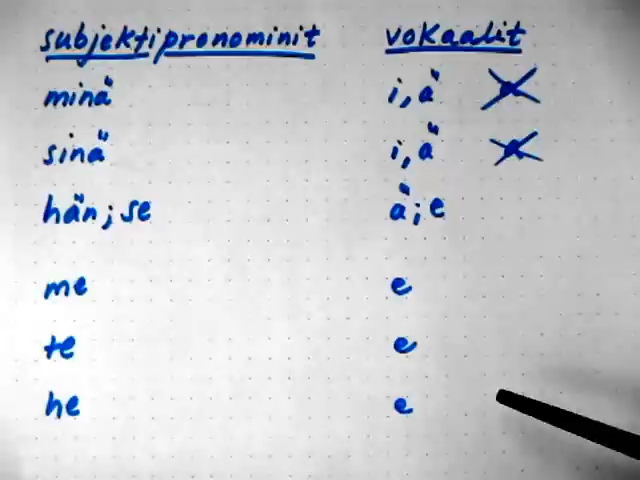 subjektipronominit vokaalit
minä i, ä
sinä i, ä
hän; se ä; e
me e
te e
he e